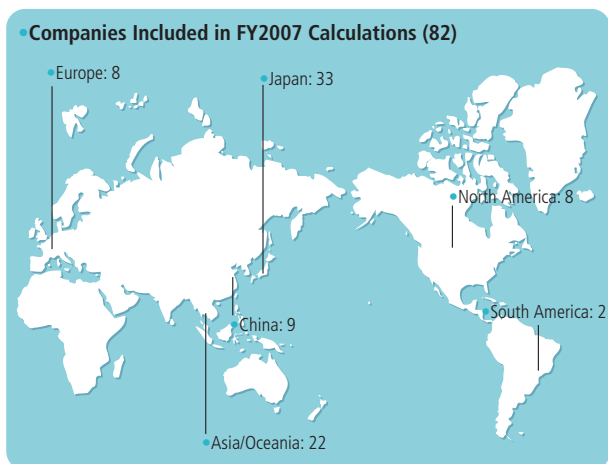 •Companies Included in FY2007 Calculations (82)
•Europe: 8
•Japan: 33
•North America: 8
•South America: 2
•China: 9
•Asia/Oceania: 22